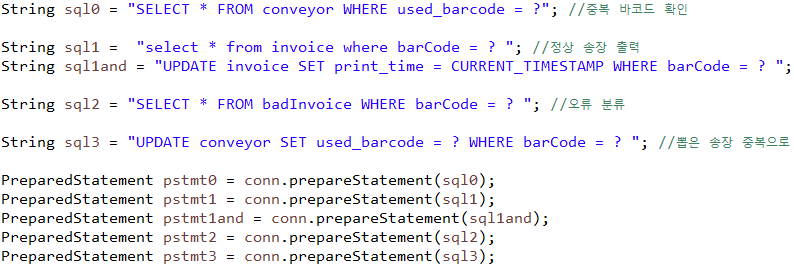 String sql0 = "SELECT * FROM conveyor WHERE used_barcode = ?"; //중복 바코드 확인
String sql1 =  "select * from invoice where barCode = ? "; //정상 송장 출력
String sql1and = "UPDATE invoice SET print_time = CURRENT_TIMESTAMP WHERE barCode = ? ";
String sql2 = "SELECT * FROM badInvoice WHERE barCode = ? "; //오류 분류
String sql3 = "UPDATE conveyor SET used_barcode = ? WHERE barCode = ? "; //뽑은 송장 중복으로
PreparedStatement pstmt0 = conn.prepareStatement(sql0);
PreparedStatement pstmt1 = conn.prepareStatement(sql1);
PreparedStatement pstmt1and = conn.prepareStatement(sql1and);
PreparedStatement pstmt2 = conn.prepareStatement(sql2);
PreparedStatement pstmt3 = conn.prepareStatement(sql3);